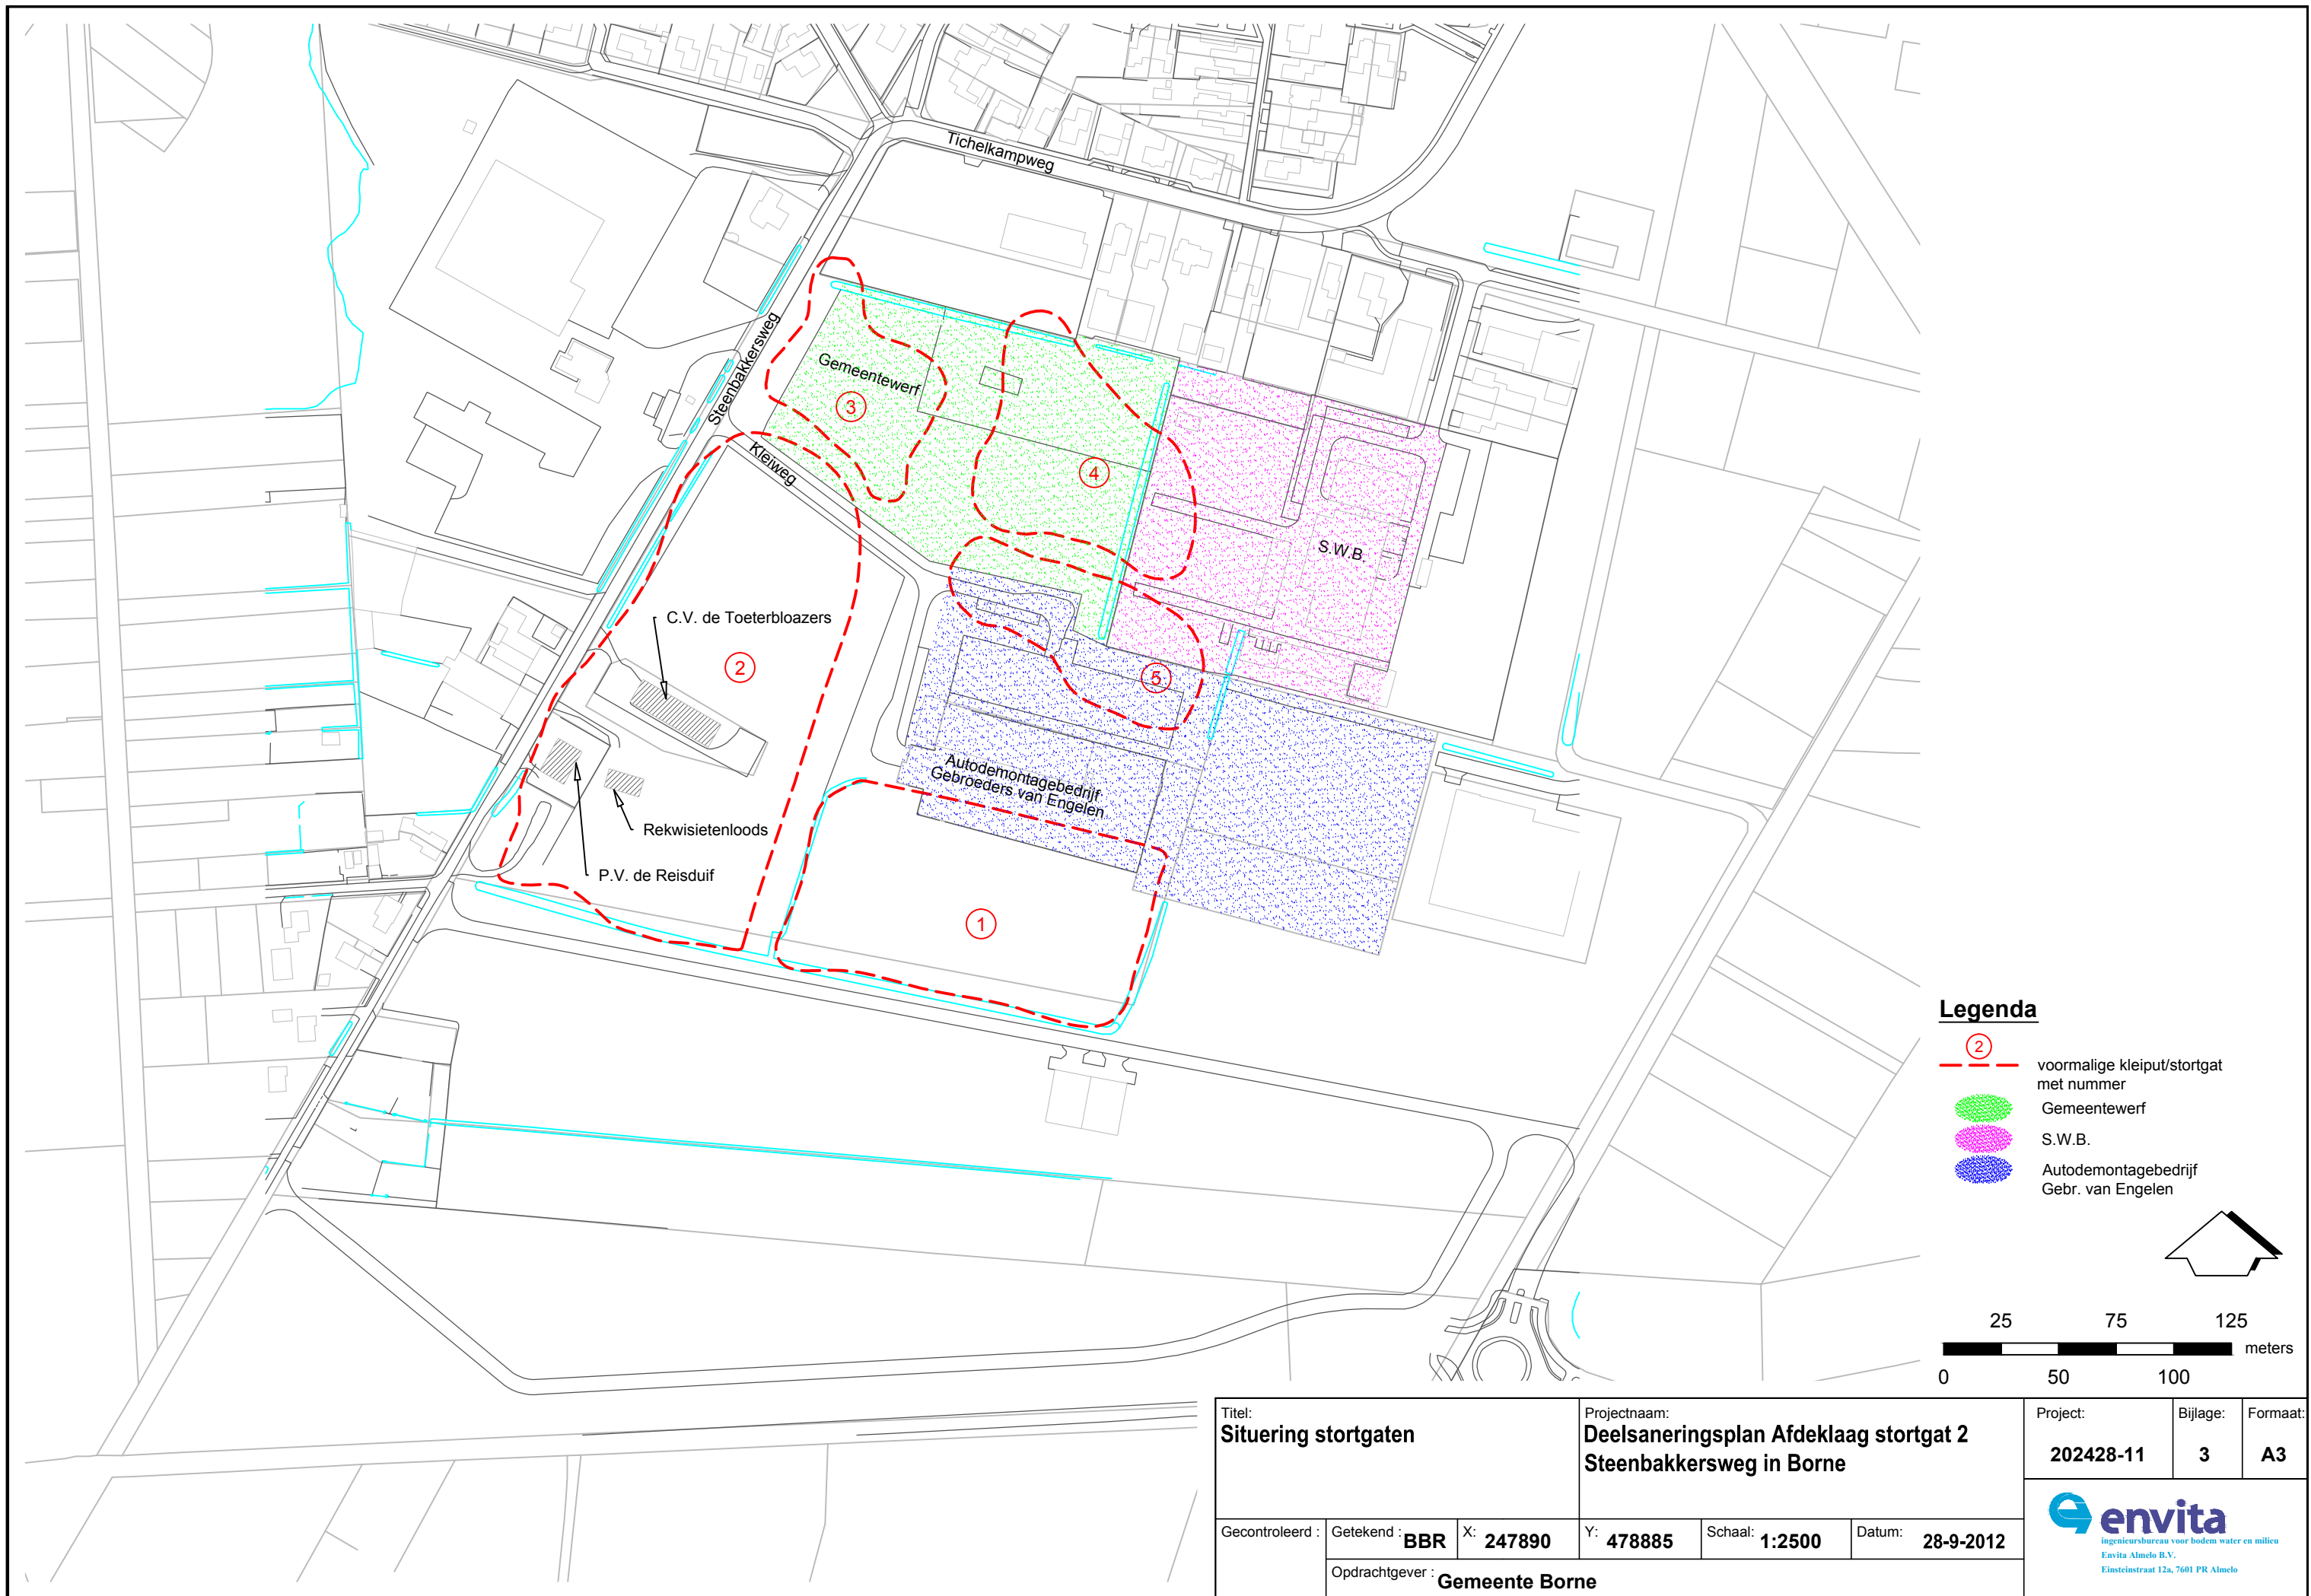 Tichelkampweg
Steenbakkersweg
Gemeentewerf
3
Kleiweg
4
S.W.B.
C.V. de Toeterbloazers
2
5
Autodemontagebedrijf
Gebroeders van Engelen
Rekwisietenloods
P.V. de Reisduif
1
Legenda
2
voormalige kleiput/stortgat
met nummer
Gemeentewerf
S.W.B.
Autodemontagebedrijf
Gebr. van Engelen
25 75 125
meters
0 50 100
Titel:
Situering stortgaten
Projectnaam:
Deelsaneringsplan Afdeklaag stortgat 2
Steenbakkersweg in Borne
Project:
202428-11
Bijlage:
3
Formaat:
A3
Gecontroleerd :
Getekend : BBR
X: 247890
Y: 478885
Schaal: 1:2500
Datum: 28-9-2012
Opdrachtgever : Gemeente Borne
envita
ingenieursbureau voor bodem water en milieu
Envita Almelo B.V.
Einsteinstraat 12a, 7601 PR Almelo